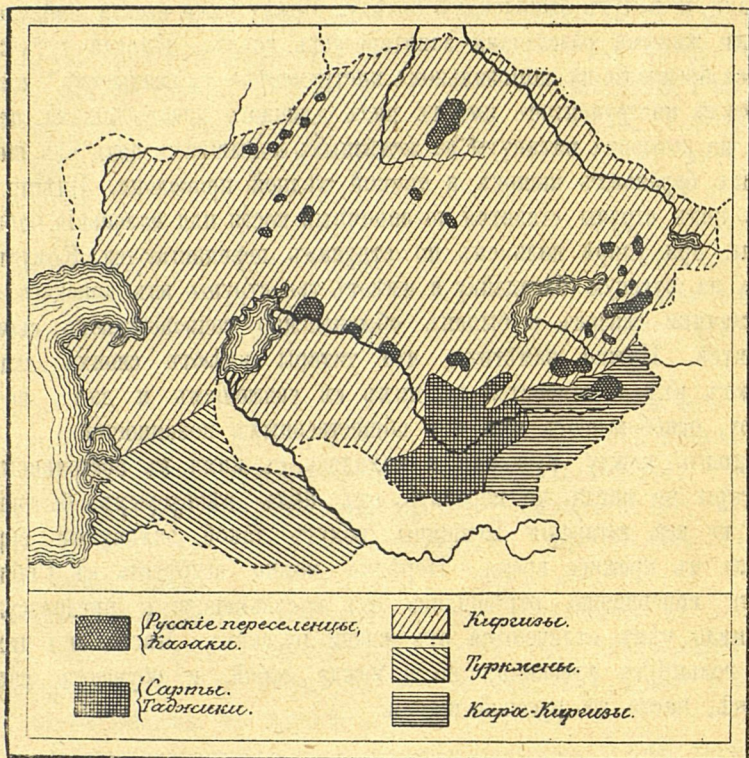 Русскіе переселенцы,
Казаки.
Сарты.
Таджики.
Киргизы.
Туркмены.
Кара-Киргизы.